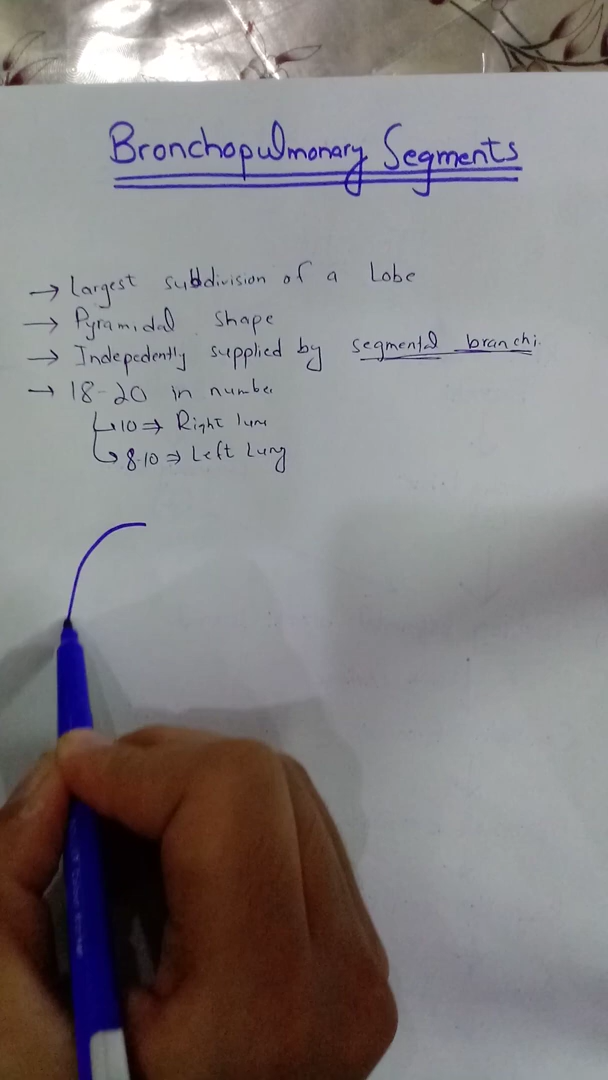 Bronchopulmonary Segments
→ Largest subdivision of a Lobe
→ Pyramidal shape
→ Indepedently supplied by segmental branchi.
→ 18-20 in number
10 ⇒ Right lung
8-10 ⇒ Left Lung